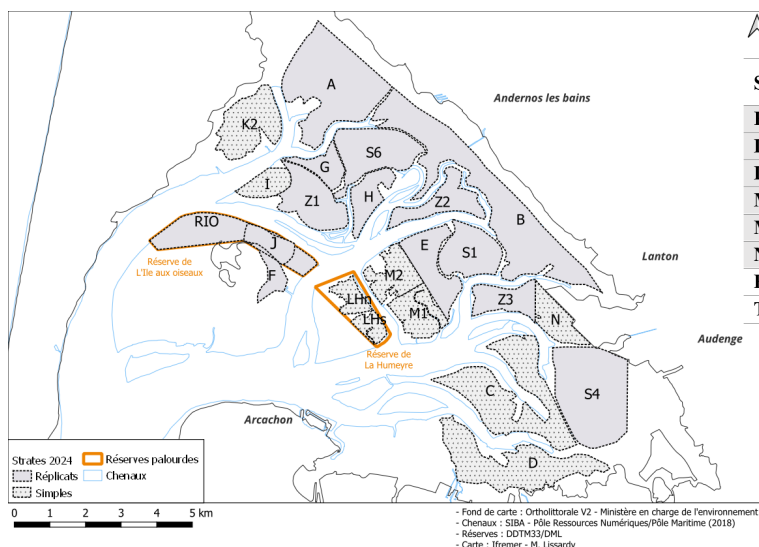 A
Andernos les bains
K2
S6
G
I
H
Z1
Z2
B
RIO
J
E
S1
Lanton
Réserve de
L'Ile aux oiseaux
F
M2
LHn
Z3
M1
LHs
N
Audenge
Réserve de
La Humeyre
C
S4
Arcachon
D
Strates 2024
Réserves palourdes
Réplicats
Chenaux
Simples
0 1 2 3 4 5 km
- Fond de carte : Ortholittorale V2 - Ministère en charge de l'environnement
- Chenaux : SIBA - Pôle Ressources Numériques/Pôle Maritime (2018)
- Réserves : DDTM33/DML
- Carte : Ifremer - M. Lissardy